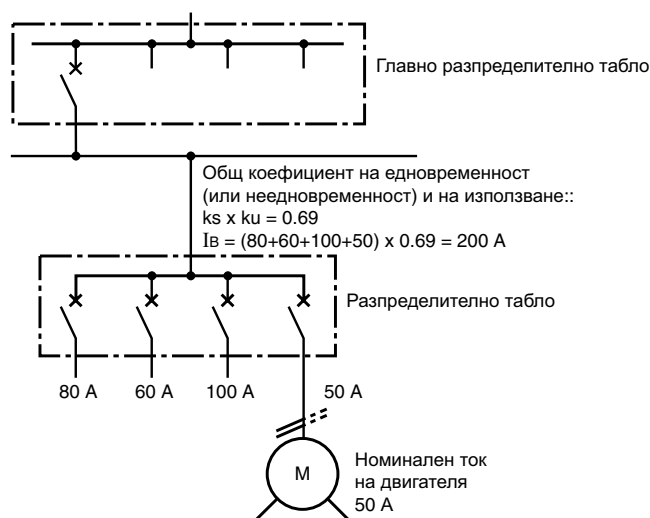 Главно разпределително табло
Общ коефициент на едновременност
(или неедновременност) и на използване::
ks x ku = 0.69
IB = (80+60+100+50) x 0.69 = 200 A
Разпределително табло
80 A
60 A
100 A
50 A
M
Номинален ток
на двигателя
50 A